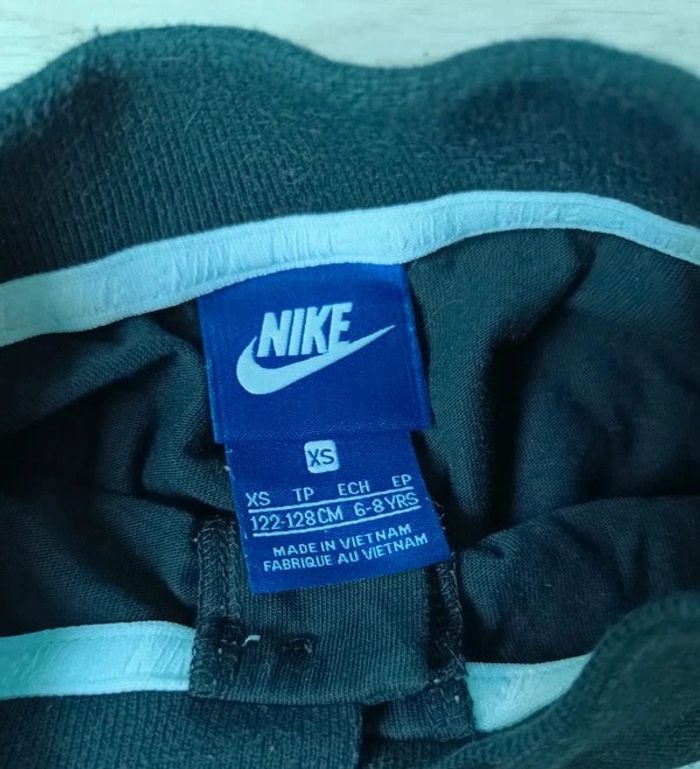 NIKE
XS
XS TP ECH EP
122-128CM 6-8YRS
MADE IN VIETNAM
FABRIQUE AU VIETNAM